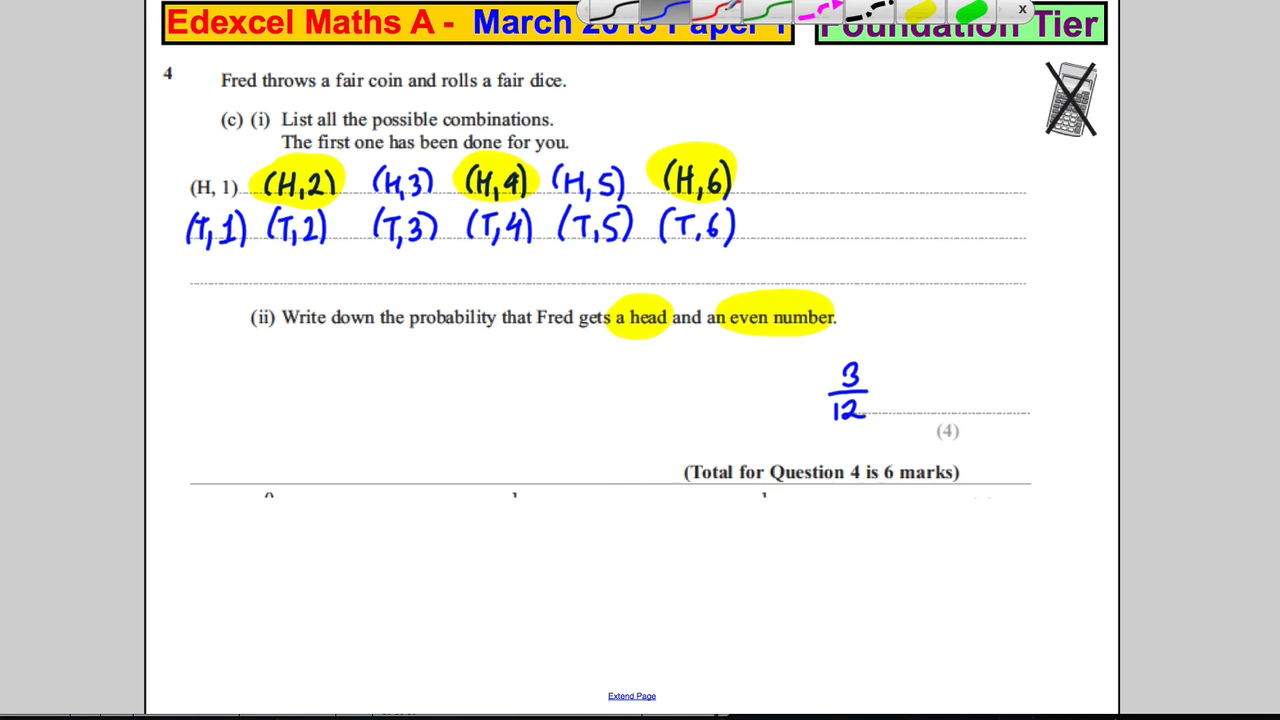 Edexcel Maths A - March 2013 Paper 1
Foundation Tier
x
4 Fred throws a fair coin and rolls a fair dice.
(c) (i) List all the possible combinations.
The first one has been done for you.
(H, 1) (H,2) (H,3) (H,4) (H,5) (H,6)
(T,1) (T,2) (T,3) (T,4) (T,5) (T,6)
(ii) Write down the probability that Fred gets a head and an even number.
3
12
(4)
(Total for Question 4 is 6 marks)
Extend Page